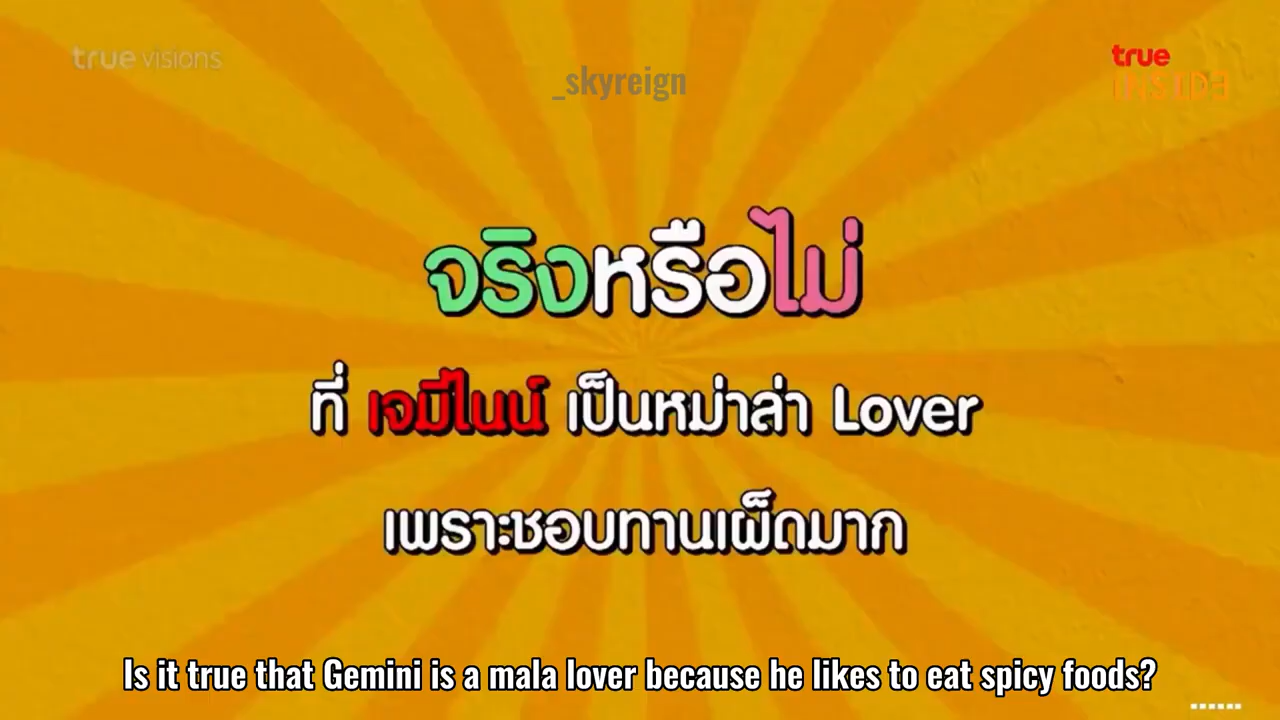 true visions
true
INSIDE
_skyreign
จริงหรือไม่
ที่ เจมีไนน์ เป็นหม่าล่า Lover
เพราะชอบทานเผ็ดมาก
Is it true that Gemini is a mala lover because he likes to eat spicy foods?